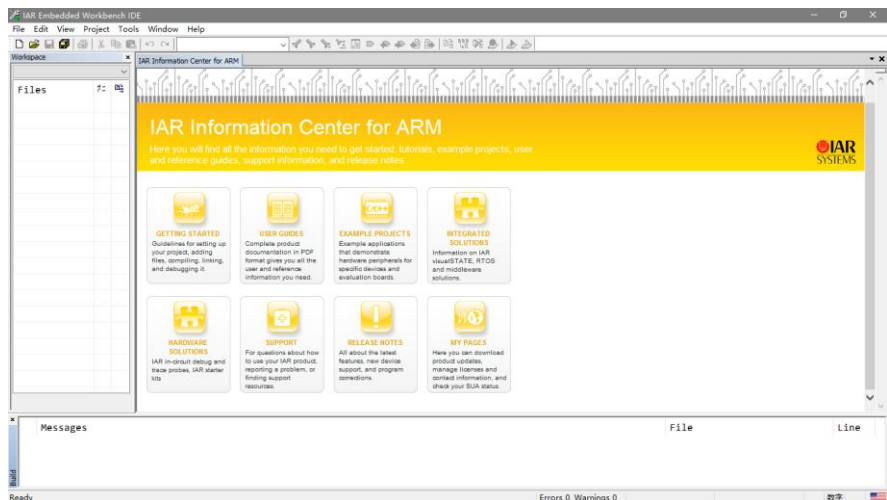 IAR Embedded Workbench IDE
File Edit View Project Tools Window Help
Workspace
IAR Information Center for ARM
Files
IAR Information Center for ARM
Here you will find all the information you need to get started: tutorials, example projects, user
and reference guides, support information, and release notes.
IAR
SYSTEMS
GETTING STARTED
Guidelines for setting up
your project, adding
files, compiling, linking,
and debugging it.
USER GUIDES
Complete product
documentation in PDF
format gives you all the
user and reference
information you need.
C/C++
EXAMPLE PROJECTS
Example applications
that demonstrate
hardware peripherals for
specific devices and
evaluation boards.
INTEGRATED
SOLUTIONS
Information on IAR
visualSTATE, RTOS
and middleware
solutions.
HARDWARE
SOLUTIONS
IAR in-circuit debug and
trace probes, IAR starter
kits
SUPPORT
For questions about how
to use your IAR product,
reporting a problem, or
finding support
resources.
RELEASE NOTES
All about the latest
features, new device
support, and program
corrections.
MY PAGES
Here you can download
product updates,
manage licenses and
contact information, and
check your SUA status.
Messages File Line
Build
Ready
Errors 0, Warnings 0
数字